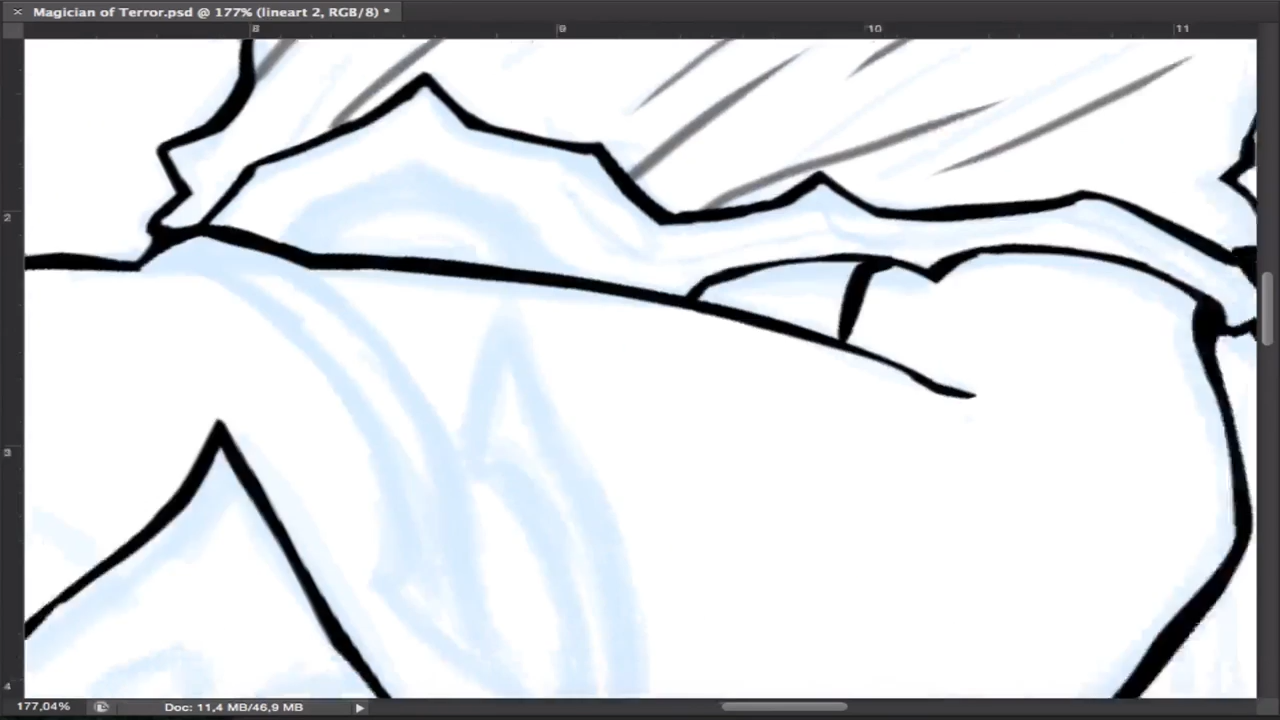 Magician of Terror.psd @ 177% (lineart 2, RGB/8) *
8 9 10 11
2
3
4
177,04% Doc: 11,4 MB/46,9 MB